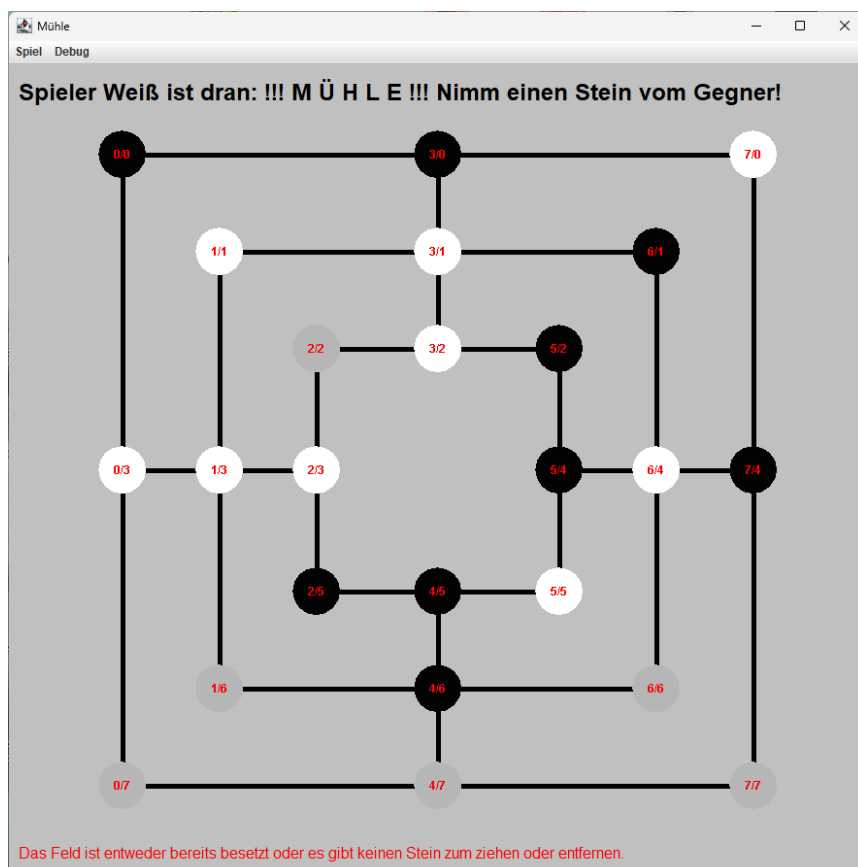 Mühle
Spiel Debug
Spieler Weiß ist dran: !!! M Ü H L E !!! Nimm einen Stein vom Gegner!
0/0 3/0 7/0
1/1 3/1 6/1
2/2 3/2 5/2
0/3 1/3 2/3 5/4 6/4 7/4
2/5 4/5 5/5
1/6 4/6 6/6
0/7 4/7 7/7
Das Feld ist entweder bereits besetzt oder es gibt keinen Stein zum ziehen oder entfernen.